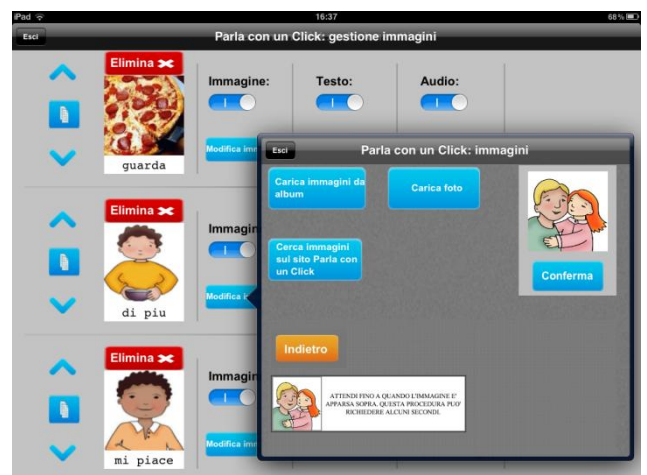 iPad 16:37 68%
Esci Parla con un Click: gestione immagini
Elimina
Immagine: Testo: Audio:
Modifica imm
guarda
Elimina
Immagin
Modifica i
di piu
Elimina
Immagin
Modifica imm
mi piace
Esci Parla con un Click: immagini
Carica immagini da
album
Carica foto
Cerca immagini
sul sito Parla con
un Click
Conferma
Indietro
ATTENDI FINO A QUANDO L'IMMAGINE E'
APPARSA SOPRA. QUESTA PROCEDURA PUO'
RICHIEDERE ALCUNI SECONDI.